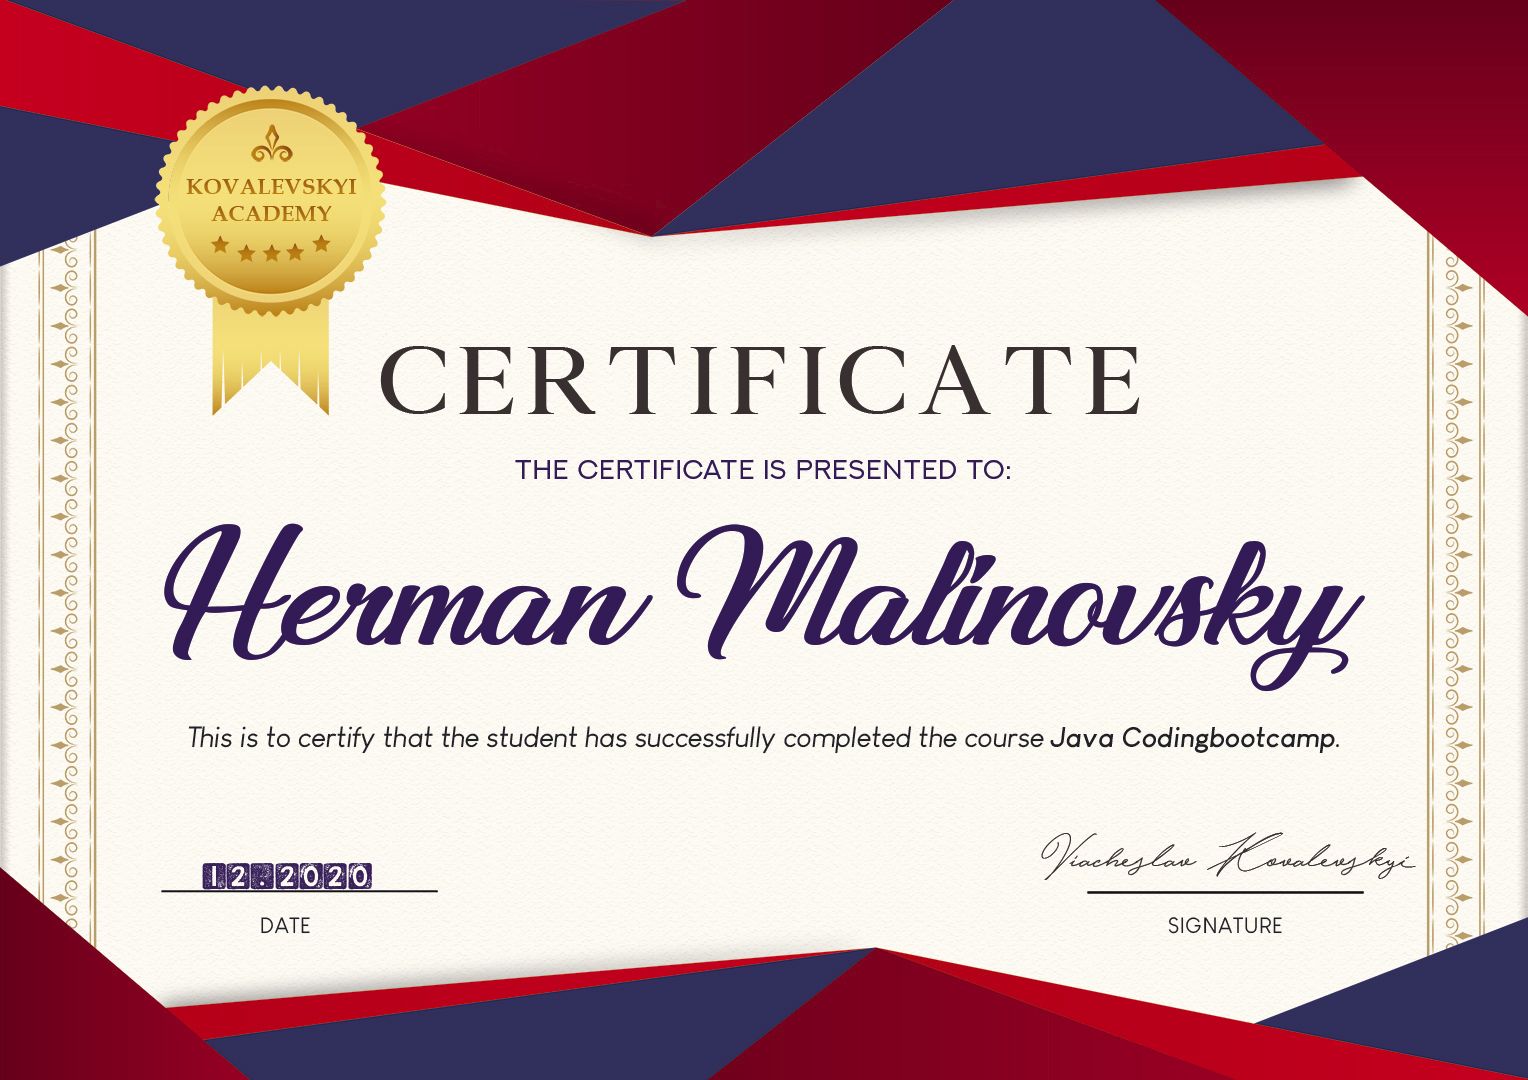 KOVALEVSKYI
ACADEMY
CERTIFICATE
THE CERTIFICATE IS PRESENTED TO:
Herman Malinovsky
This is to certify that the student has successfully completed the course Java Codingbootcamp.
12.2020
Viacheslav Kovalevskyi
DATE
SIGNATURE